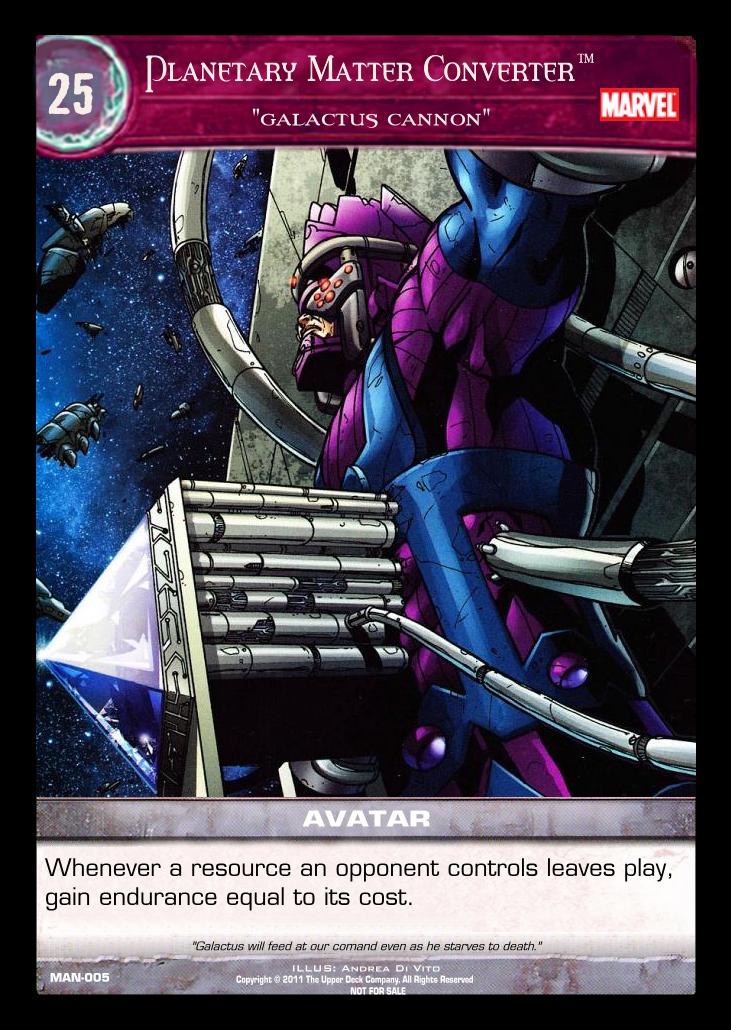 25
PLANETARY MATTER CONVERTER™
"GALACTUS CANNON"
MARVEL
AVATAR
Whenever a resource an opponent controls leaves play,
gain endurance equal to its cost.
"Galactus will feed at our comand even as he starves to death."
ILLUS: ANDREA DI VITO
MAN-005
Copyright © 2011 The Upper Deck Company. All Rights Reserved
NOT FOR SALE